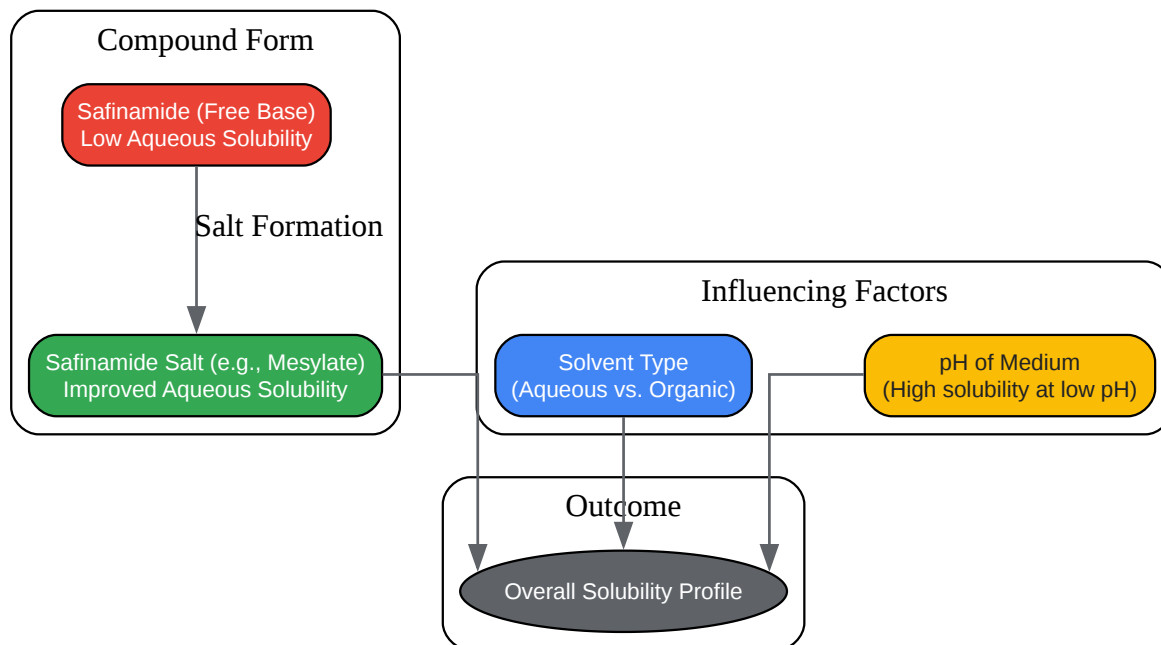 Compound Form
Safinamide (Free Base)
Low Aqueous Solubility
Salt Formation
Safinamide Salt (e.g., Mesylate)
Improved Aqueous Solubility
Influencing Factors
Solvent Type
(Aqueous vs. Organic)
pH of Medium
(High solubility at low pH)
Outcome
Overall Solubility Profile